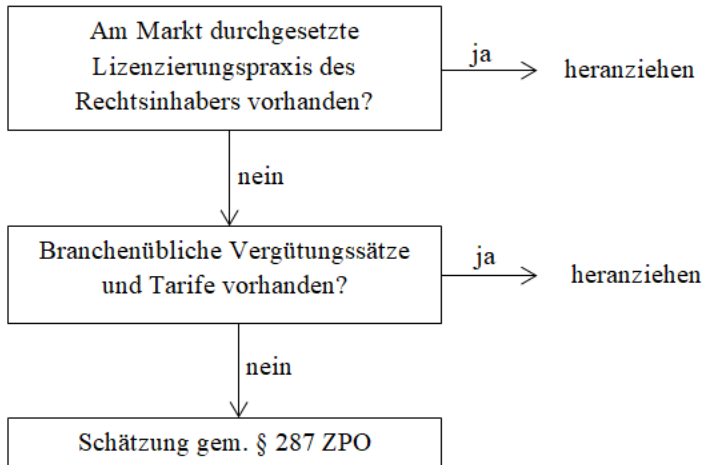 Am Markt durchgesetzte
Lizenzierungspraxis des
Rechtsinhabers vorhanden?
ja
heranziehen
nein
Branchenübliche Vergütungssätze
und Tarife vorhanden?
ja
heranziehen
nein
Schätzung gem. § 287 ZPO